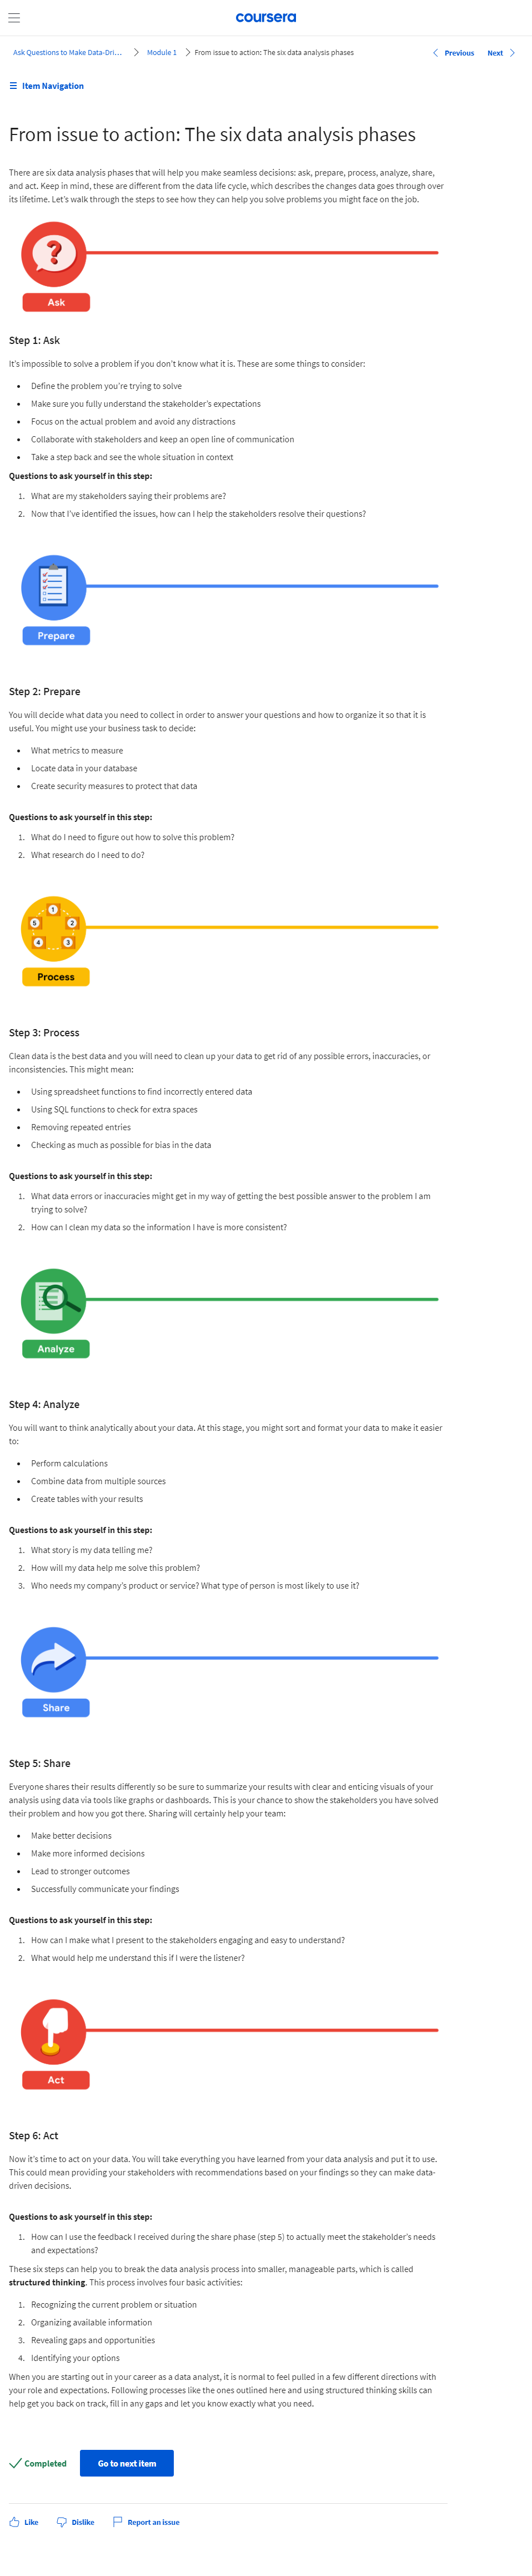 coursera
Ask Questions to Make Data-Dri... Module 1 From issue to action: The six data analysis phases Previous Next
Item Navigation
From issue to action: The six data analysis phases
There are six data analysis phases that will help you make seamless decisions: ask, prepare, process, analyze, share,
and act. Keep in mind, these are different from the data life cycle, which describes the changes data goes through over
its lifetime. Let's walk through the steps to see how they can help you solve problems you might face on the job.
?
Ask
Step 1: Ask
It's impossible to solve a problem if you don't know what it is. These are some things to consider:
• Define the problem you're trying to solve
• Make sure you fully understand the stakeholder's expectations
• Focus on the actual problem and avoid any distractions
• Collaborate with stakeholders and keep an open line of communication
• Take a step back and see the whole situation in context
Questions to ask yourself in this step:
1. What are my stakeholders saying their problems are?
2. Now that I've identified the issues, how can I help the stakeholders resolve their questions?
Prepare
Step 2: Prepare
You will decide what data you need to collect in order to answer your questions and how to organize it so that it is
useful. You might use your business task to decide:
• What metrics to measure
• Locate data in your database
• Create security measures to protect that data
Questions to ask yourself in this step:
1. What do I need to figure out how to solve this problem?
2. What research do I need to do?
1
5 2
4 3
Process
Step 3: Process
Clean data is the best data and you will need to clean up your data to get rid of any possible errors, inaccuracies, or
inconsistencies. This might mean:
• Using spreadsheet functions to find incorrectly entered data
• Using SQL functions to check for extra spaces
• Removing repeated entries
• Checking as much as possible for bias in the data
Questions to ask yourself in this step:
1. What data errors or inaccuracies might get in my way of getting the best possible answer to the problem I am
trying to solve?
2. How can I clean my data so the information I have is more consistent?
Analyze
Step 4: Analyze
You will want to think analytically about your data. At this stage, you might sort and format your data to make it easier
to:
• Perform calculations
• Combine data from multiple sources
• Create tables with your results
Questions to ask yourself in this step:
1. What story is my data telling me?
2. How will my data help me solve this problem?
3. Who needs my company's product or service? What type of person is most likely to use it?
Share
Step 5: Share
Everyone shares their results differently so be sure to summarize your results with clear and enticing visuals of your
analysis using data via tools like graphs or dashboards. This is your chance to show the stakeholders you have solved
their problem and how you got there. Sharing will certainly help your team:
• Make better decisions
• Make more informed decisions
• Lead to stronger outcomes
• Successfully communicate your findings
Questions to ask yourself in this step:
1. How can I make what I present to the stakeholders engaging and easy to understand?
2. What would help me understand this if I were the listener?
Act
Step 6: Act
Now it's time to act on your data. You will take everything you have learned from your data analysis and put it to use.
This could mean providing your stakeholders with recommendations based on your findings so they can make data-
driven decisions.
Questions to ask yourself in this step:
1. How can I use the feedback I received during the share phase (step 5) to actually meet the stakeholder's needs
and expectations?
These six steps can help you to break the data analysis process into smaller, manageable parts, which is called
structured thinking. This process involves four basic activities:
1. Recognizing the current problem or situation
2. Organizing available information
3. Revealing gaps and opportunities
4. Identifying your options
When you are starting out in your career as a data analyst, it is normal to feel pulled in a few different directions with
your role and expectations. Following processes like the ones outlined here and using structured thinking skills can
help get you back on track, fill in any gaps and let you know exactly what you need.
Completed Go to next item
Like Dislike Report an issue